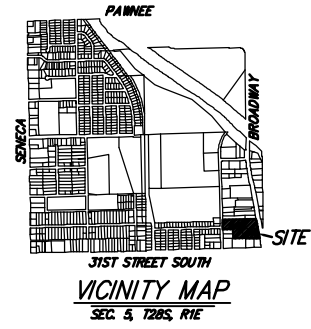 PAWNEE
SENECA
BROADWAY
SITE
31ST STREET SOUTH
VICINITY MAP
SEC. 5, T28S, R1E